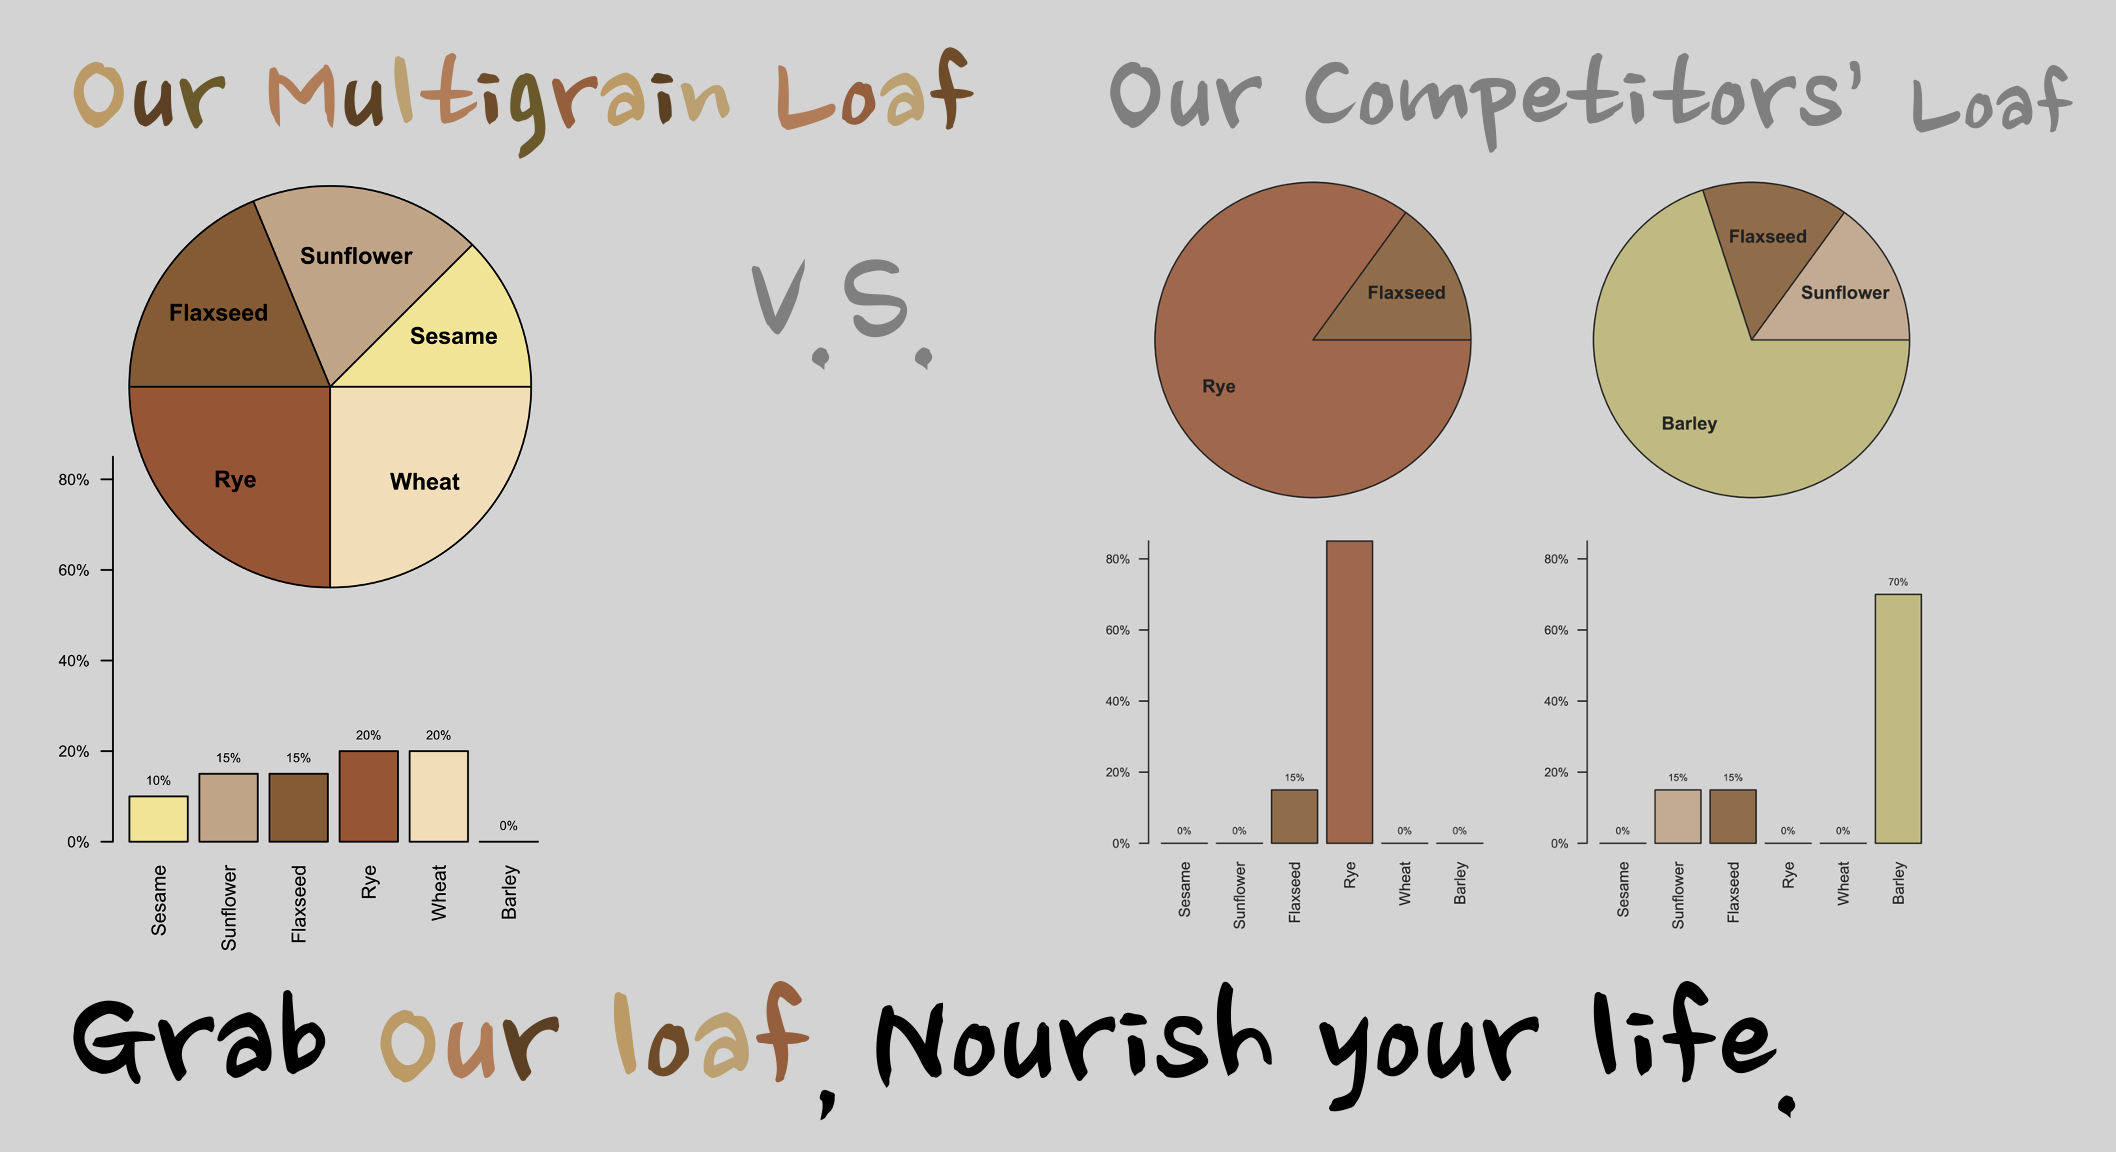 Our Multigrain Loaf
Our Competitors' Loaf
V.S.
Sunflower
Flaxseed
Sesame
Rye
Wheat
80%
60%
40%
20%
0%
10%
15%
15%
20%
20%
0%
Sesame
Sunflower
Flaxseed
Rye
Wheat
Barley
Flaxseed
Rye
80%
60%
40%
20%
0%
0%
0%
15%
0%
0%
Sesame
Sunflower
Flaxseed
Rye
Wheat
Barley
Flaxseed
Sunflower
Barley
80%
60%
40%
20%
0%
0%
15%
15%
0%
0%
70%
Sesame
Sunflower
Flaxseed
Rye
Wheat
Barley
Grab our loaf, Nourish your life.